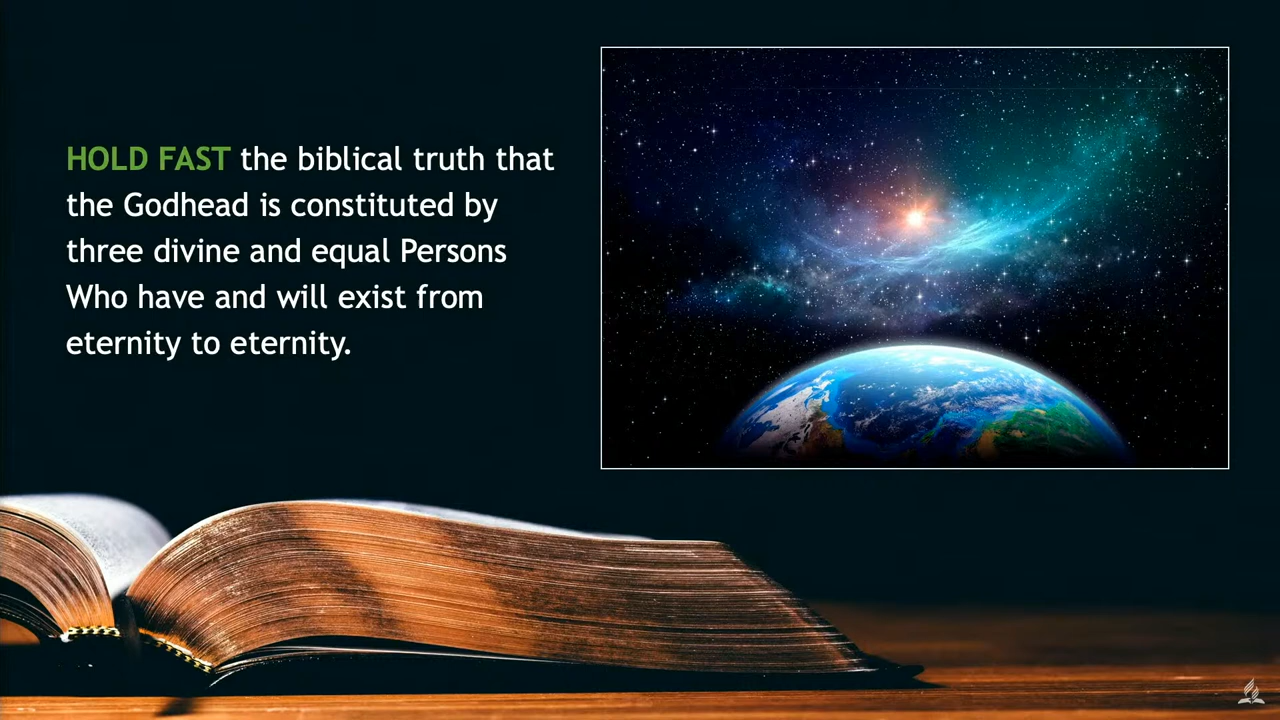 HOLD FAST the biblical truth that
the Godhead is constituted by
three divine and equal Persons
Who have and will exist from
eternity to eternity.